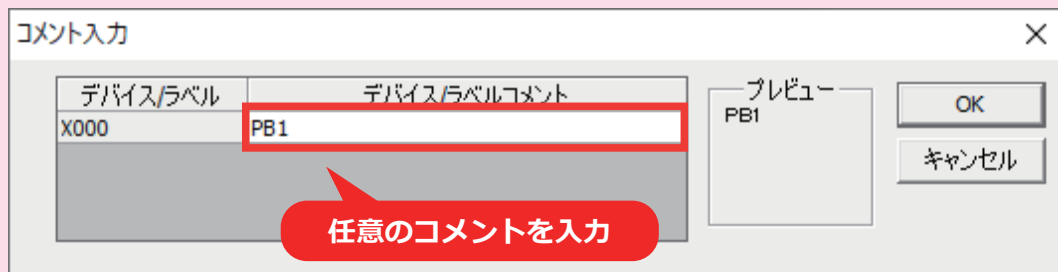 コメント入力
デバイス/ラベル
デバイス/ラベルコメント
X000
PB1
プレビュー
PB1
OK
キャンセル
任意のコメントを入力